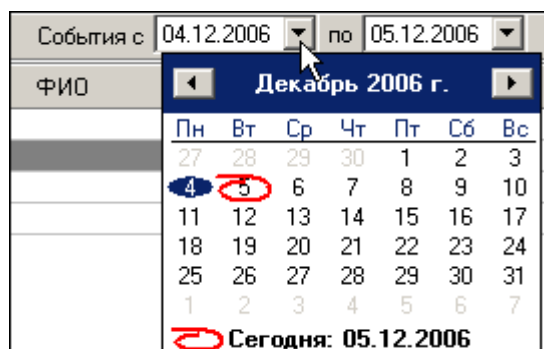 События с 04.12.2006 по 05.12.2006
ФИО
Декабрь 2006 г.
Пн Вт Ср Чт Пт Сб Вс
27 28 29 30 1 2 3
4 5 6 7 8 9 10
11 12 13 14 15 16 17
18 19 20 21 22 23 24
25 26 27 28 29 30 31
1 2 3 4 5 6 7
Сегодня: 05.12.2006